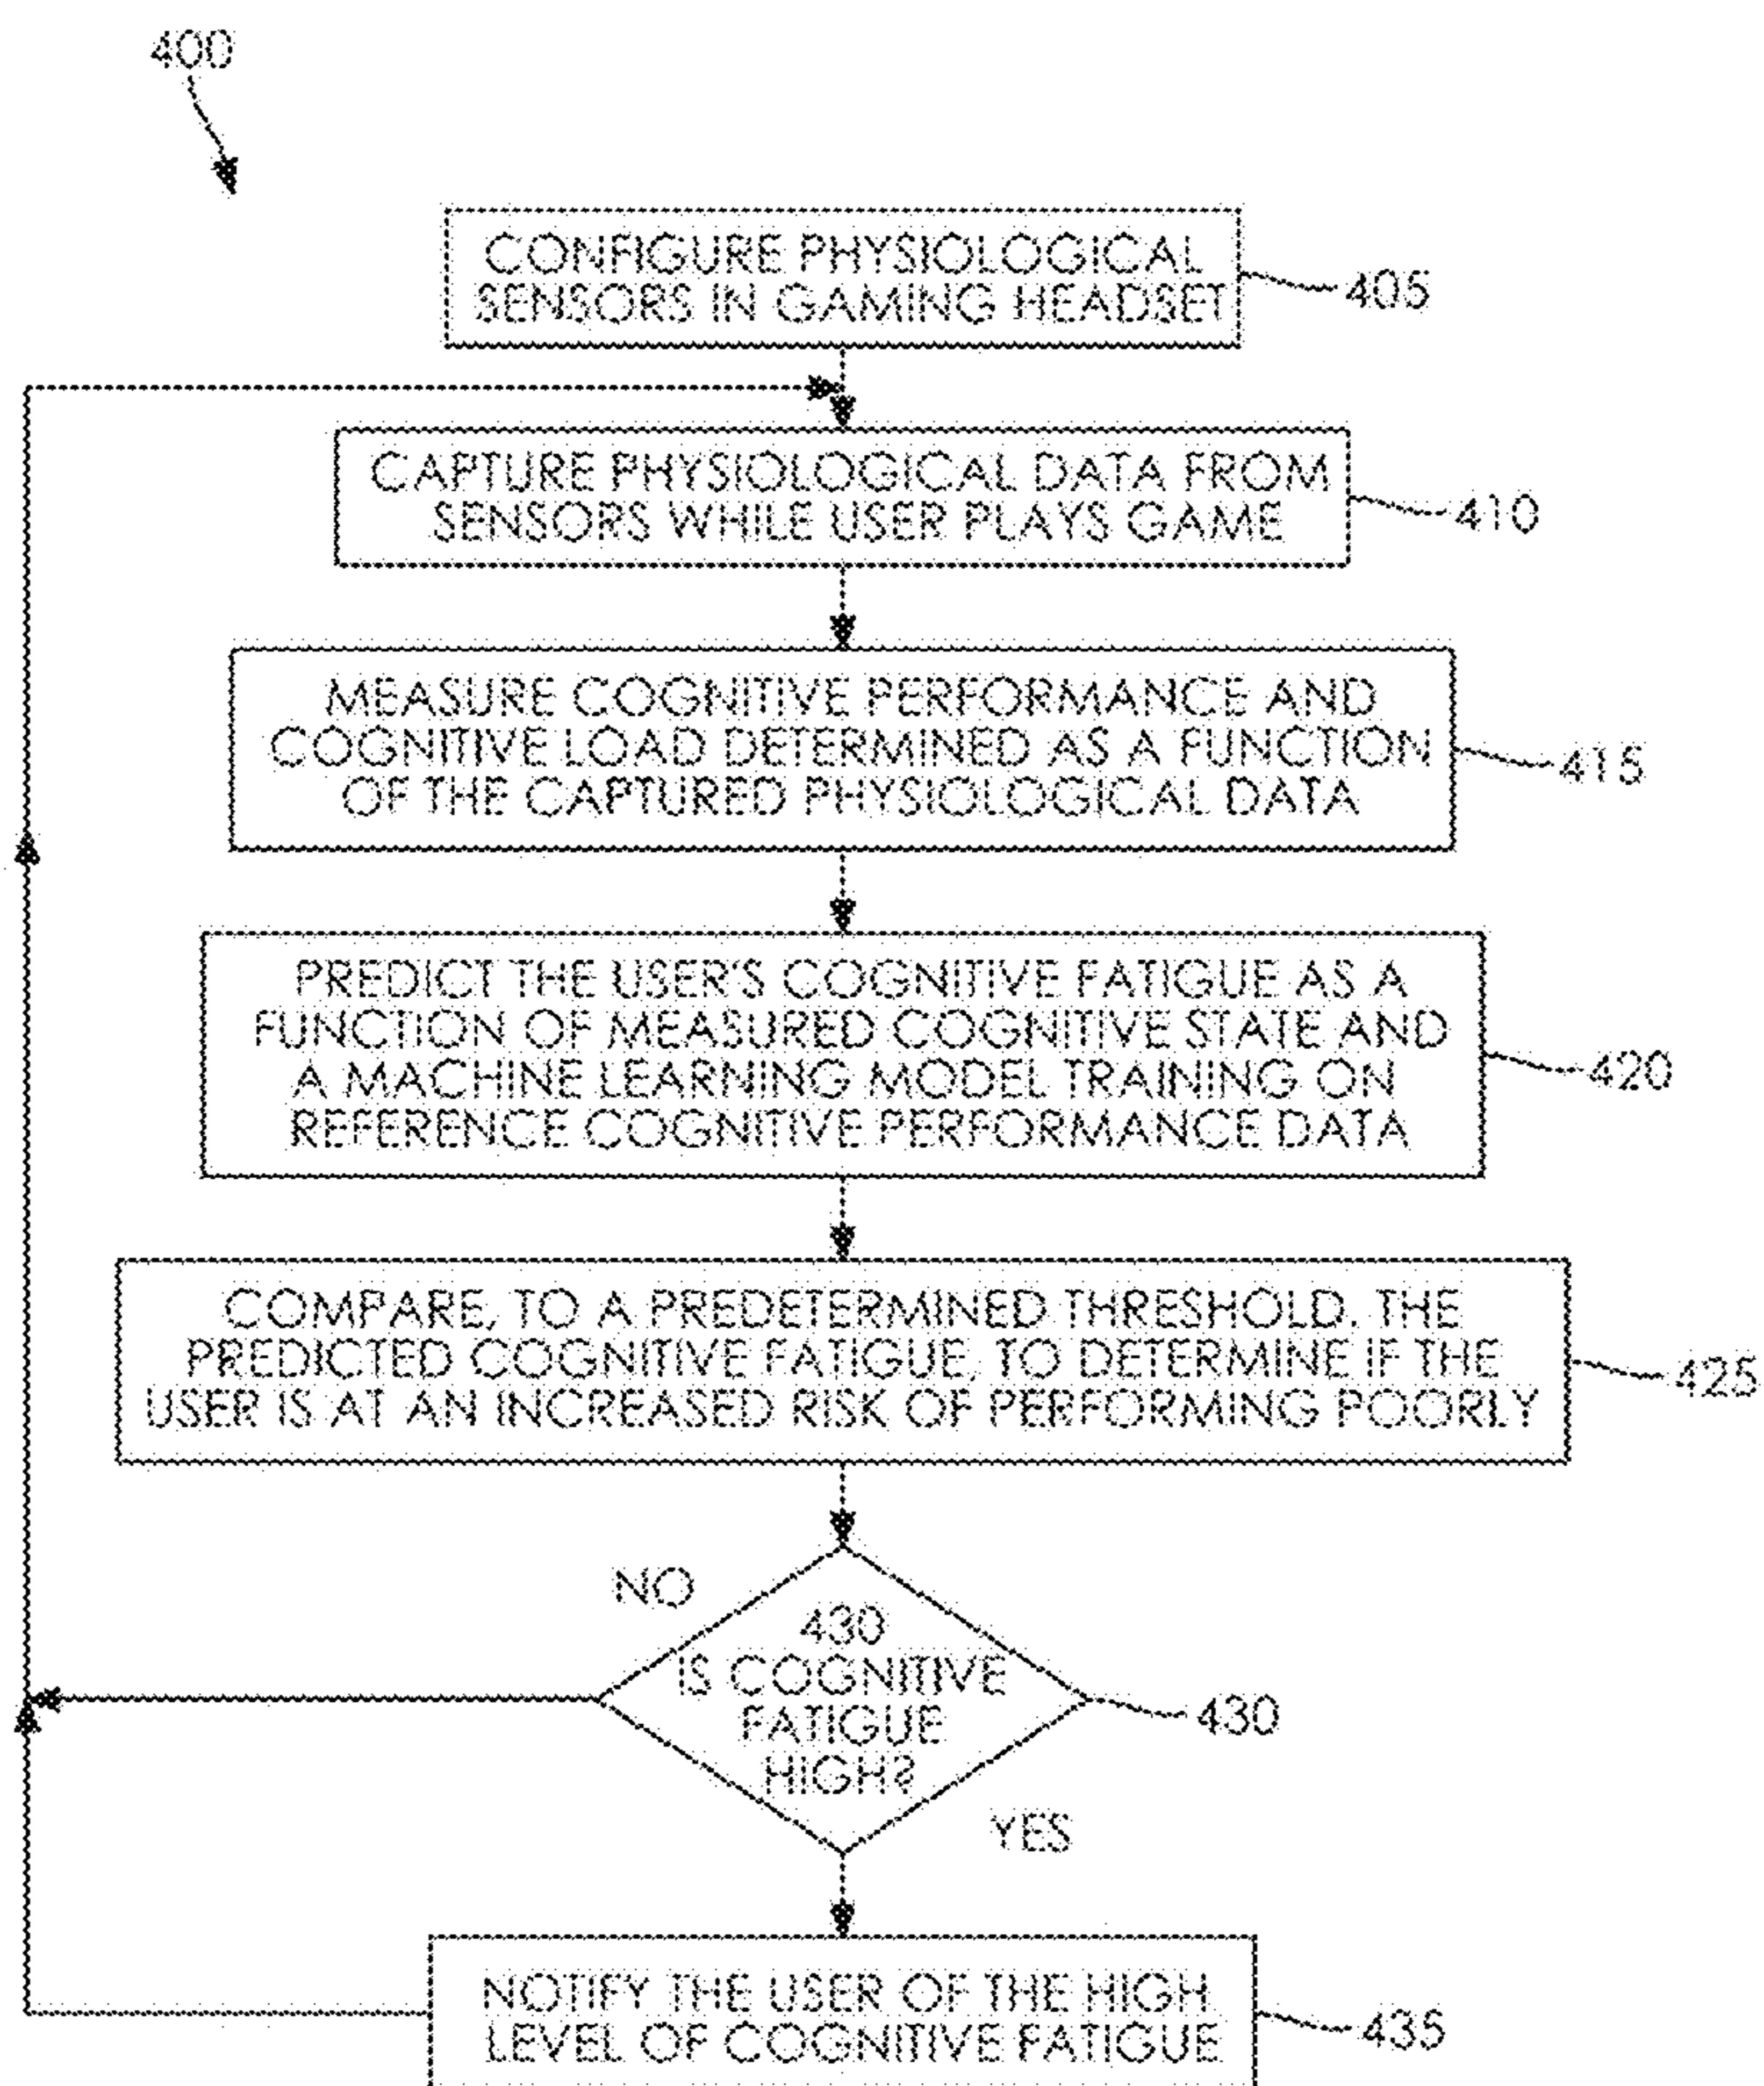 400
CONFIGURE PHYSIOLOGICAL
SENSORS IN GAMING HEADSET
405
CAPTURE PHYSIOLOGICAL DATA FROM
SENSORS WHILE USER PLAYS GAME
410
MEASURE COGNITIVE PERFORMANCE AND
COGNITIVE LOAD DETERMINED AS A FUNCTION
OF THE CAPTURED PHYSIOLOGICAL DATA
415
PREDICT THE USER'S COGNITIVE FATIGUE AS A
FUNCTION OF MEASURED COGNITIVE STATE AND
A MACHINE LEARNING MODEL TRAINING ON
REFERENCE COGNITIVE PERFORMANCE DATA
420
COMPARE, TO A PREDETERMINED THRESHOLD, THE
PREDICTED COGNITIVE FATIGUE, TO DETERMINE IF THE
USER IS AT AN INCREASED RISK OF PERFORMING POORLY
425
NO
430
IS COGNITIVE
FATIGUE
HIGH?
430
YES
NOTIFY THE USER OF THE HIGH
LEVEL OF COGNITIVE FATIGUE
435